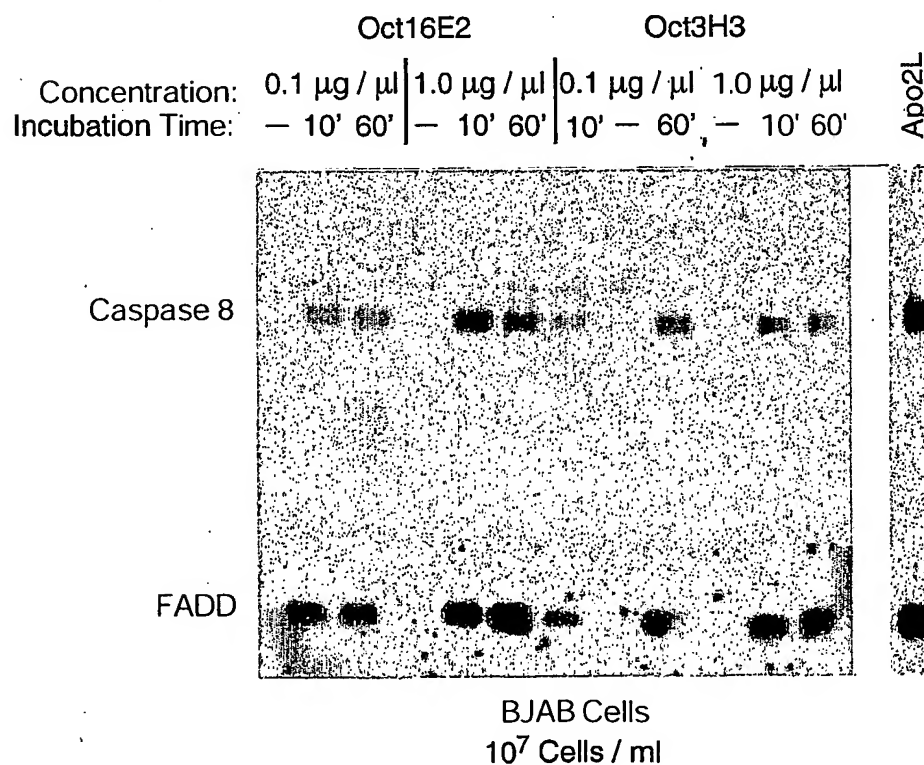 Oct16E2 Oct3H3
Concentration: 0.1 μg / μl 1.0 μg / μl 0.1 μg / μl 1.0 μg / μl
Incubation Time: – 10' 60' – 10' 60' 10' – 60', – 10' 60'
Apo2L
Caspase 8
FADD
BJAB Cells
10⁷ Cells / ml